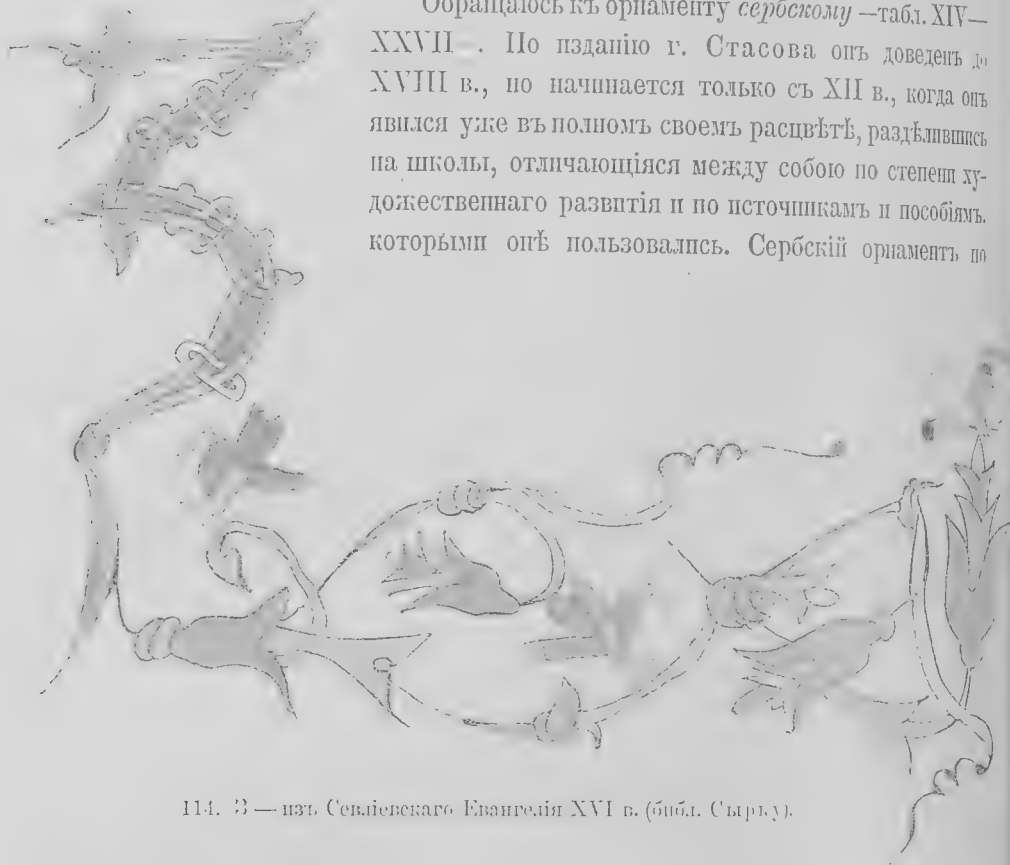 Обращаюсь къ орнаменту сербскому — табл. XIV—
XXVII . По изданію г. Стасова онъ доведенъ до
XVIII в., но начинается только съ XII в., когда онъ
явился уже въ полномъ своемъ расцвѣтѣ, раздѣлившись
на школы, отличающіяся между собою по степени ху-
дожественнаго развитія и по источникамъ и пособіямъ.
которыми онѣ пользовались. Сербскій орнаментъ по
114. В — изъ Севліевскаго Евангелія XVI в. (библ. Сырку).